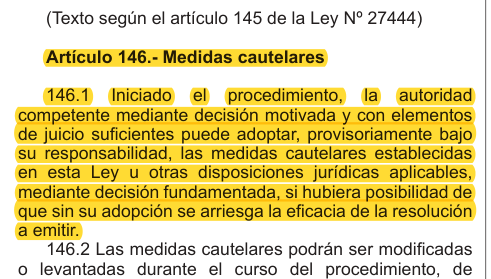 (Texto según el artículo 145 de la Ley Nº 27444)
Artículo 146.- Medidas cautelares
146.1 Iniciado el procedimiento, la autoridad
competente mediante decisión motivada y con elementos
de juicio suficientes puede adoptar, provisoriamente bajo
su responsabilidad, las medidas cautelares establecidas
en esta Ley u otras disposiciones jurídicas aplicables,
mediante decisión fundamentada, si hubiera posibilidad de
que sin su adopción se arriesga la eficacia de la resolución
a emitir.
146.2 Las medidas cautelares podrán ser modificadas
o levantadas durante el curso del procedimiento, de